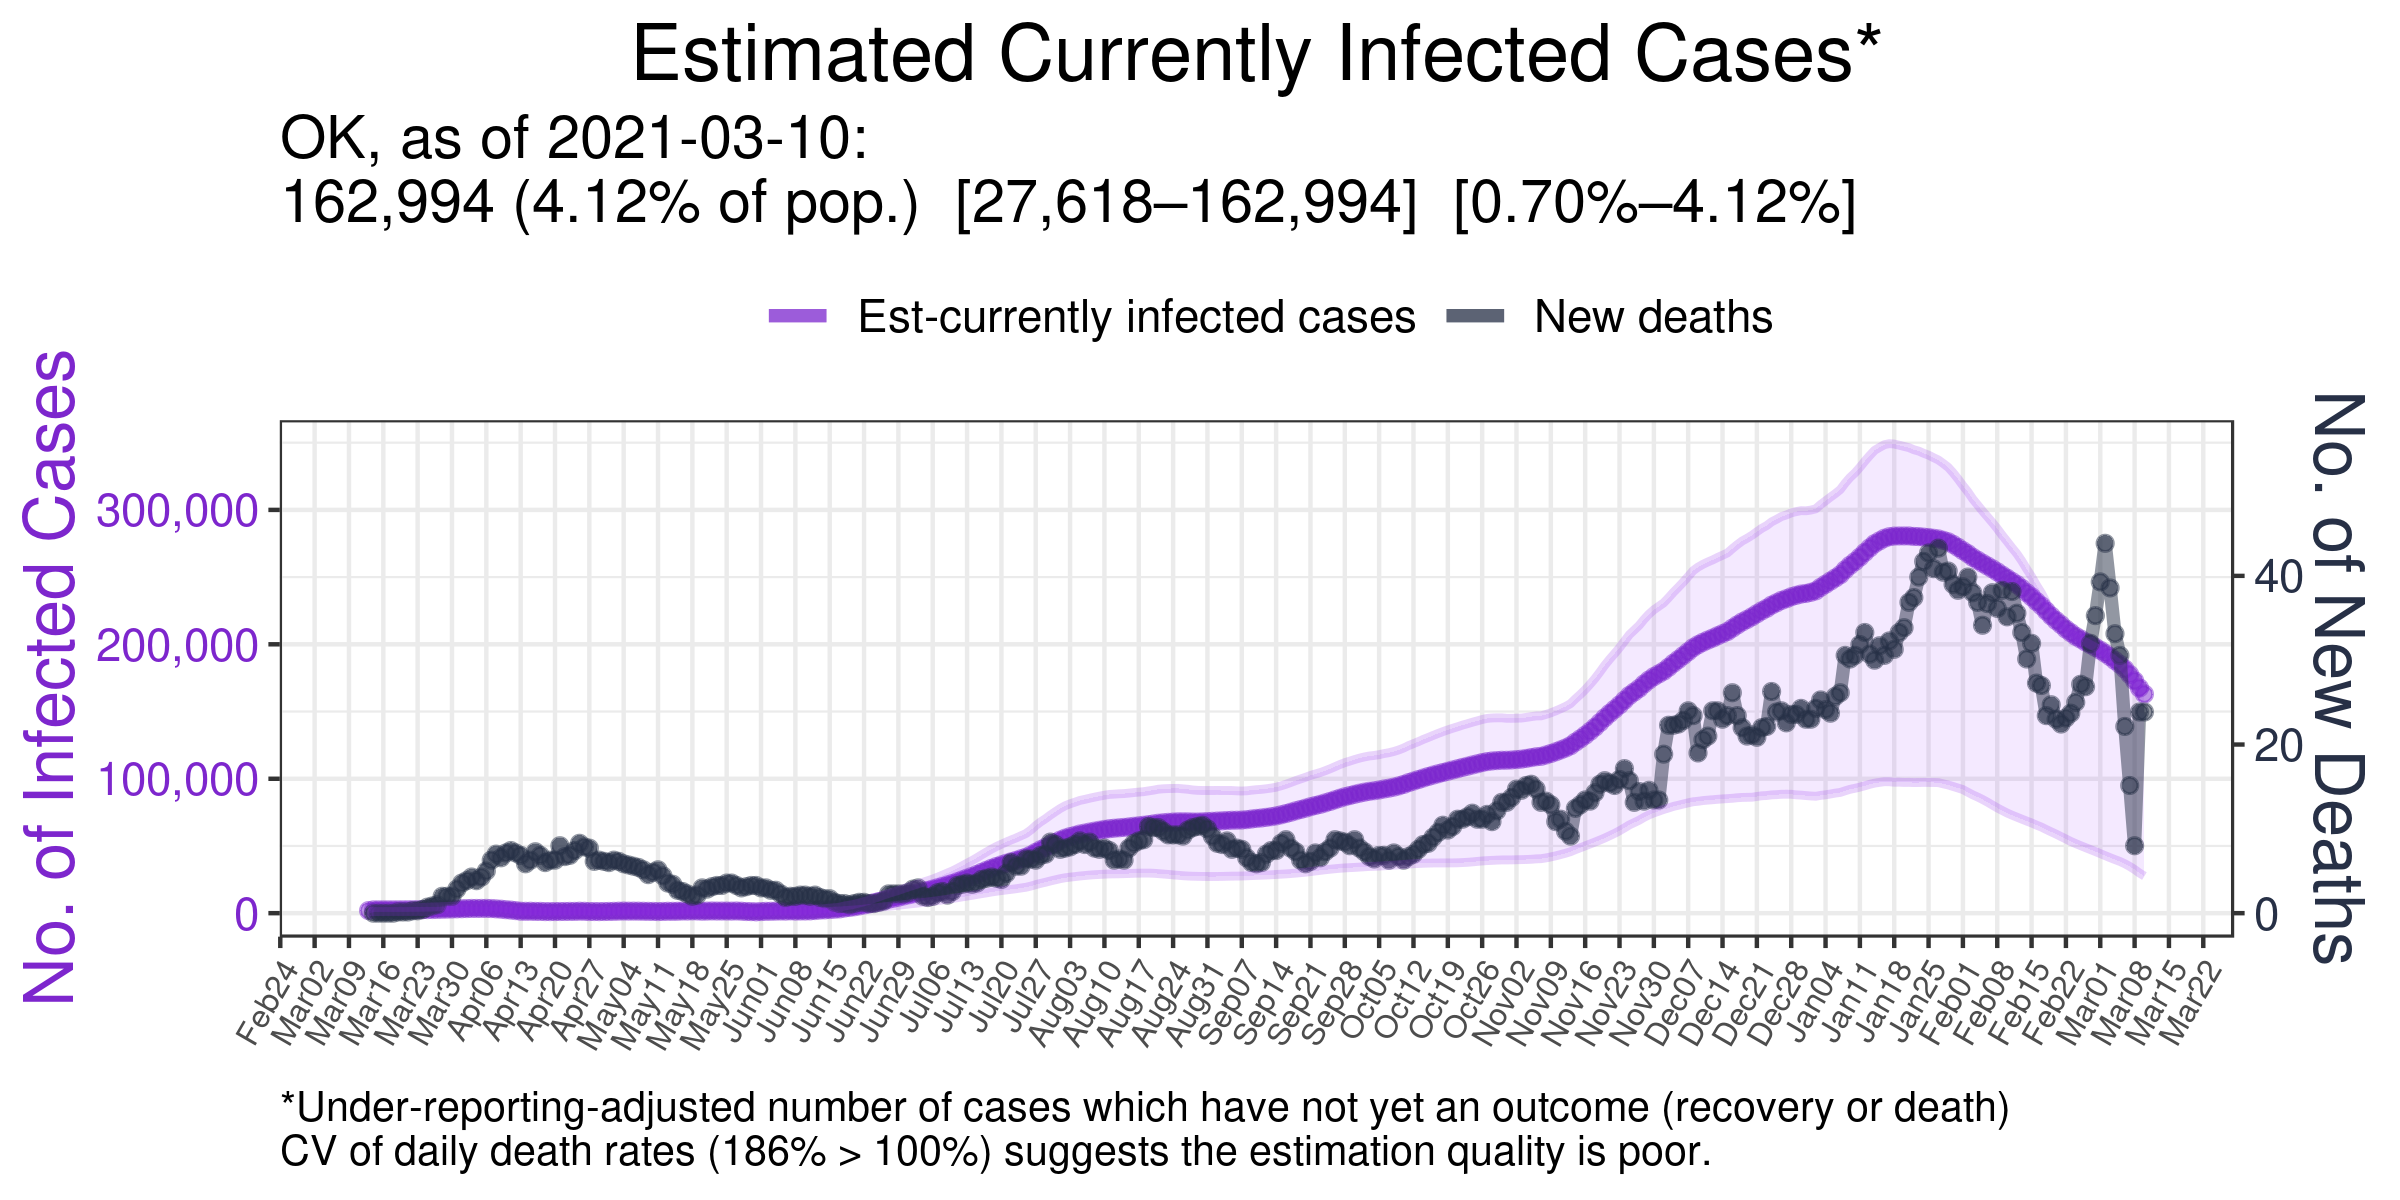 Estimated Currently Infected Cases*
OK, as of 2021-03-10:
162,994 (4.12% of pop.)  [27,618–162,994]  [0.70%–4.12%]
Est-currently infected cases
New deaths
No. of Infected Cases
300,000
200,000
100,000
0
No. of New Deaths
40
20
0
Feb24
Mar02
Mar09
Mar16
Mar23
Mar30
Apr06
Apr13
Apr20
Apr27
May04
May11
May18
May25
Jun01
Jun08
Jun15
Jun22
Jun29
Jul06
Jul13
Jul20
Jul27
Aug03
Aug10
Aug17
Aug24
Aug31
Sep07
Sep14
Sep21
Sep28
Oct05
Oct12
Oct19
Oct26
Nov02
Nov09
Nov16
Nov23
Nov30
Dec07
Dec14
Dec21
Dec28
Jan04
Jan11
Jan18
Jan25
Feb01
Feb08
Feb15
Feb22
Mar01
Mar08
Mar15
Mar22
*Under-reporting-adjusted number of cases which have not yet an outcome (recovery or death)
CV of daily death rates (186% > 100%) suggests the estimation quality is poor.